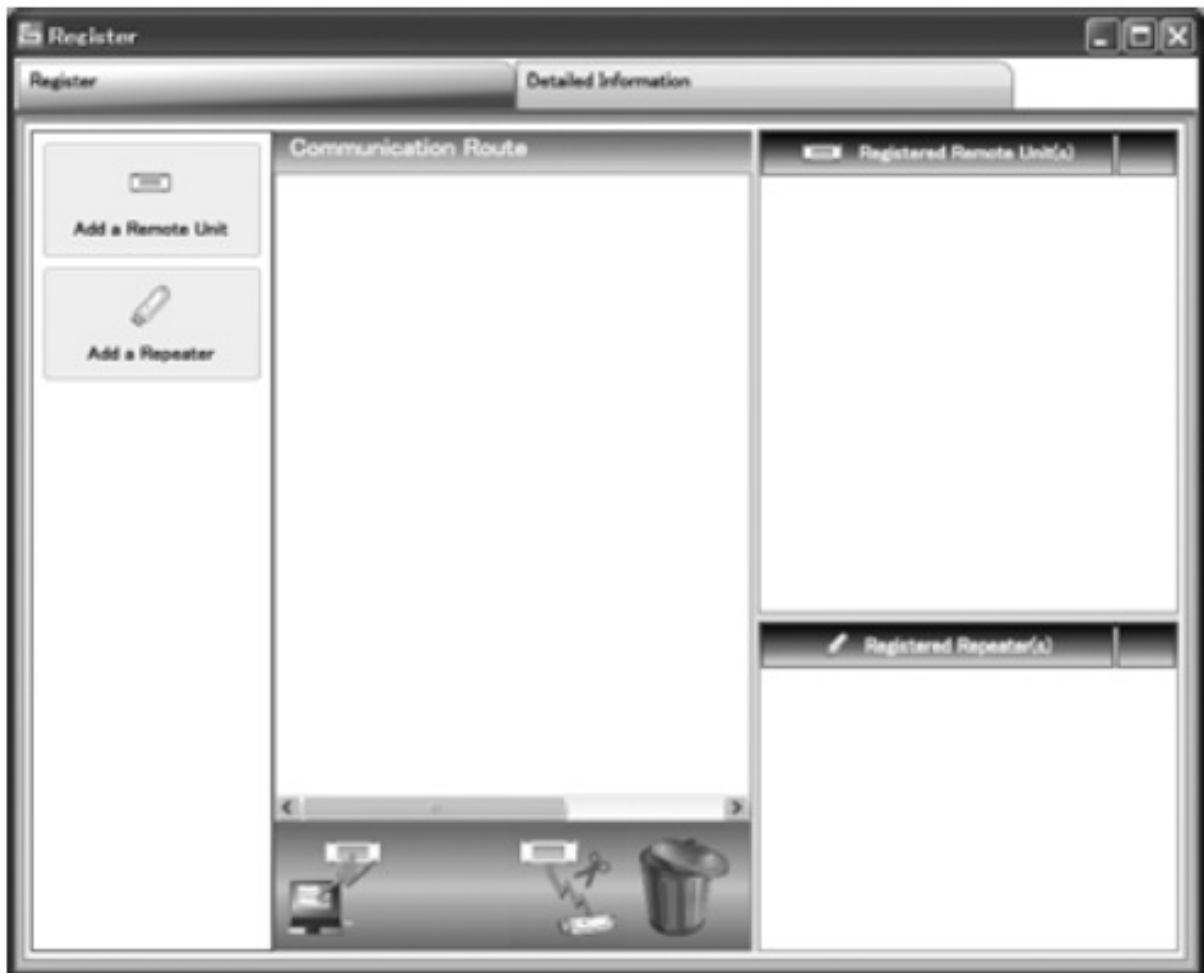 Register
Register
Detailed Information
Add a Remote Unit
Add a Repeater
Communication Route
Registered Remote Unit(s)
Registered Repeater(s)